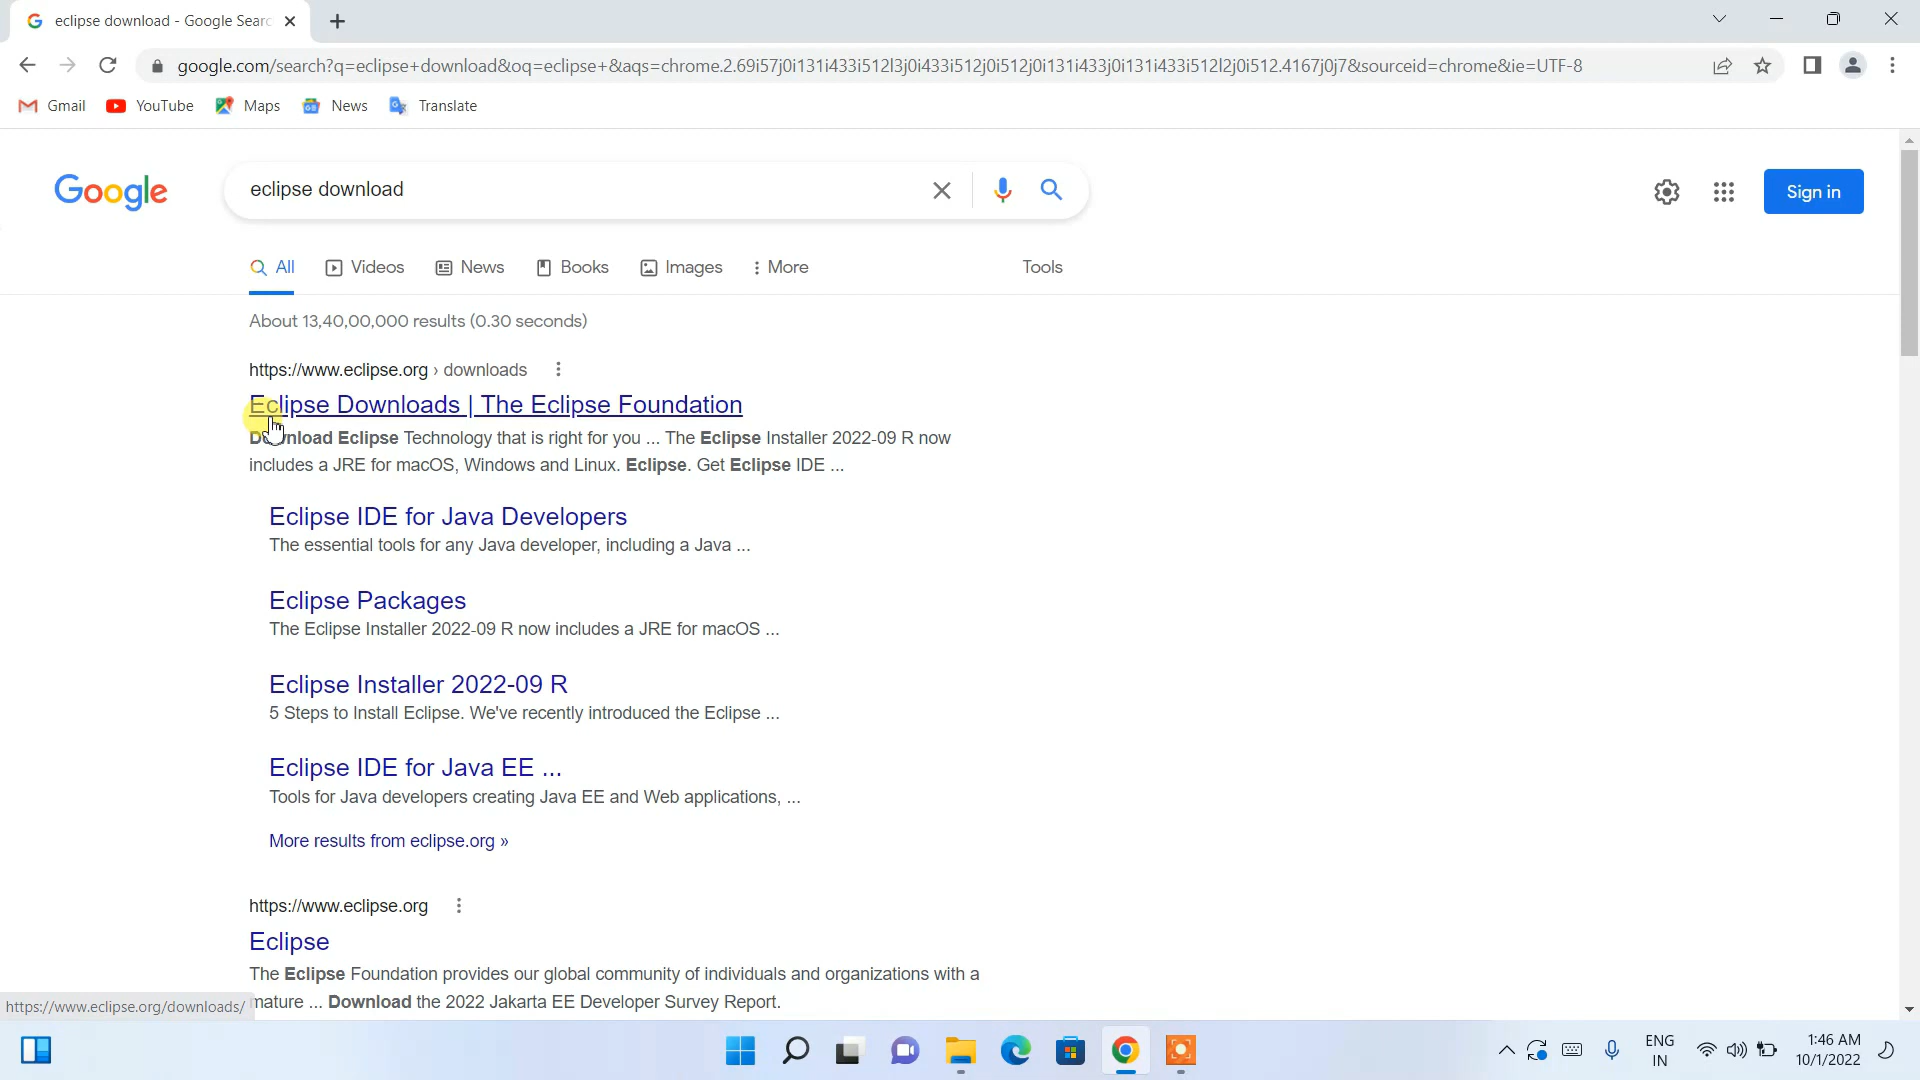 eclipse download - Google Searc
google.com/search?q=eclipse+download&oq=eclipse+&aqs=chrome.2.69i57j0i131i433i512l3j0i433i512j0i512j0i131i433j0i131i433i512l2j0i512.4167j0j7&sourceid=chrome&ie=UTF-8
Gmail YouTube Maps News Translate
Google
eclipse download
Sign in
All Videos News Books Images More Tools
About 13,40,00,000 results (0.30 seconds)
https://www.eclipse.org › downloads
Eclipse Downloads | The Eclipse Foundation
Download Eclipse Technology that is right for you ... The Eclipse Installer 2022-09 R now
includes a JRE for macOS, Windows and Linux. Eclipse. Get Eclipse IDE ...
Eclipse IDE for Java Developers
The essential tools for any Java developer, including a Java ...
Eclipse Packages
The Eclipse Installer 2022-09 R now includes a JRE for macOS ...
Eclipse Installer 2022-09 R
5 Steps to Install Eclipse. We've recently introduced the Eclipse ...
Eclipse IDE for Java EE ...
Tools for Java developers creating Java EE and Web applications, ...
More results from eclipse.org »
https://www.eclipse.org
Eclipse
The Eclipse Foundation provides our global community of individuals and organizations with a
mature ... Download the 2022 Jakarta EE Developer Survey Report.
https://www.eclipse.org/downloads/
ENG
IN
1:46 AM
10/1/2022